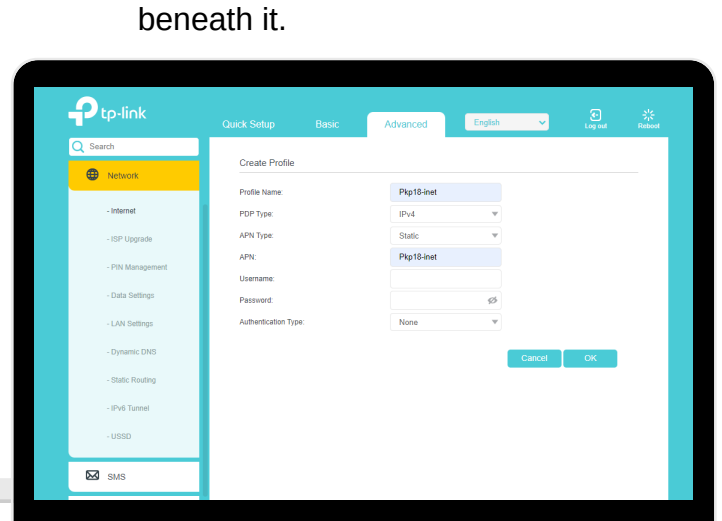 beneath it.
tp-link
Quick Setup Basic Advanced English Log out Reboot
Search
Network
- Internet
- ISP Upgrade
- PIN Management
- Data Settings
- LAN Settings
- Dynamic DNS
- Static Routing
- IPv6 Tunnel
- USSD
SMS
Create Profile
Profile Name: Pkp18-inet
PDP Type: IPv4
APN Type: Static
APN: Pkp18-inet
Username:
Password:
Authentication Type: None
Cancel OK